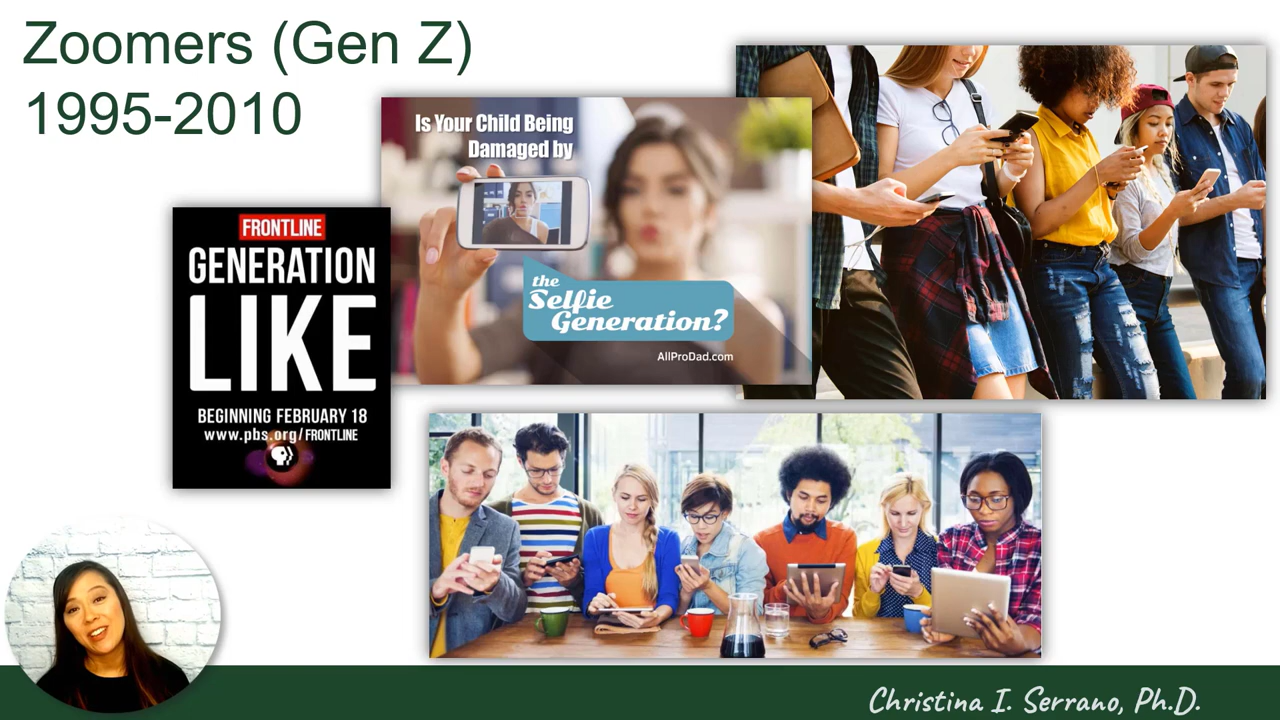 Zoomers (Gen Z)
1995-2010
Is Your Child Being
Damaged by
the
Selfie
Generation?
AllProDad.com
FRONTLINE
GENERATION
LIKE
BEGINNING FEBRUARY 18
www.pbs.org/FRONTLINE
Christina I. Serrano, Ph.D.